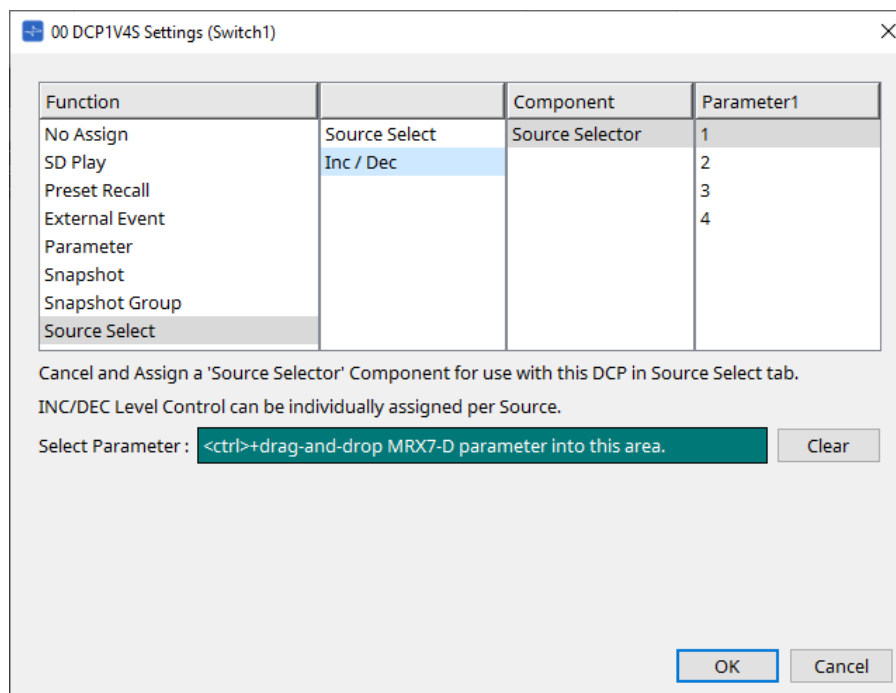 00 DCP1V4S Settings (Switch1)
Function Component Parameter1
No Assign Source Select Source Selector 1
SD Play Inc / Dec 2
Preset Recall 3
External Event 4
Parameter
Snapshot
Snapshot Group
Source Select
Cancel and Assign a 'Source Selector' Component for use with this DCP in Source Select tab.
INC/DEC Level Control can be individually assigned per Source.
Select Parameter : <ctrl>+drag-and-drop MRX7-D parameter into this area. Clear
OK Cancel